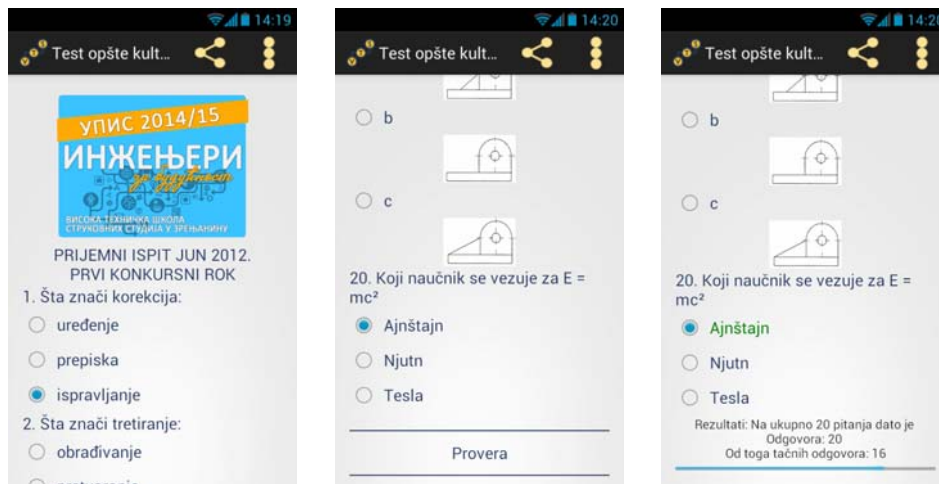 14:19
Test opšte kult...
УПИС 2014/15
ИНЖЕЊЕРИ
за будућност
ВИСОКА ТЕХНИЧКА ШКОЛА
СТРУКОВНИХ СТУДИЈА У ЗРЕЊАНИНУ
PRIJEMNI ISPIT JUN 2012.
PRVI KONKURSNI ROK
1. Šta znači korekcija:
uređenje
prepiska
ispravljanje
2. Šta znači tretiranje:
obrađivanje
14:20
Test opšte kult...
b
c
20. Koji naučnik se vezuje za E =
mc²
Ajnštajn
Njutn
Tesla
Provera
14:20
Test opšte kult...
b
c
20. Koji naučnik se vezuje za E =
mc²
Ajnštajn
Njutn
Tesla
Rezultati: Na ukupno 20 pitanja dato je
Odgovora: 20
Od toga tačnih odgovora: 16